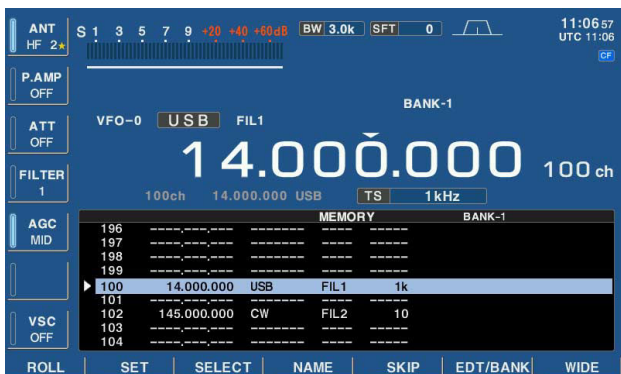 ANT
HF 2★
S 1 3 5 7 9 +20 +40 +60dB
BW 3.0k
SFT 0
11:06 57
UTC 11:06
CF
P.AMP
OFF
BANK-1
ATT
OFF
VFO-0 USB FIL1
14.000.000 100 ch
FILTER
1
100ch 14.000.000 USB
TS 1kHz
AGC
MID
MEMORY BANK-1
196 ----.---.--- ------- ---- -----
197 ----.---.--- ------- ---- -----
198 ----.---.--- ------- ---- -----
199 ----.---.--- ------- ---- -----
100 14.000.000 USB FIL1 1k
101 ----.---.--- ------- ---- -----
102 145.000.000 CW FIL2 10
103 ----.---.--- ------- ---- -----
104 ----.---.--- ------- ---- -----
VSC
OFF
ROLL SET SELECT NAME SKIP EDT/BANK WIDE